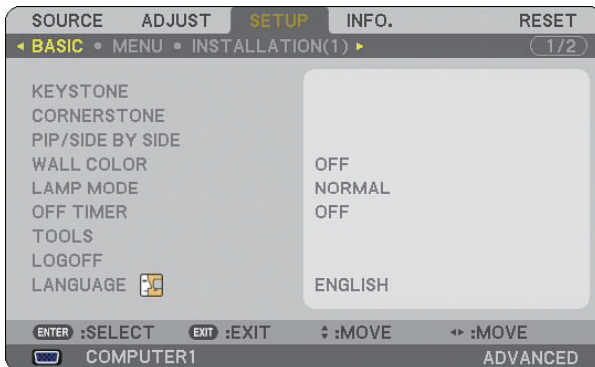 SOURCE ADJUST SETUP INFO. RESET
BASIC • MENU • INSTALLATION(1) 1/2
KEYSTONE
CORNERSTONE
PIP/SIDE BY SIDE
WALL COLOR OFF
LAMP MODE NORMAL
OFF TIMER OFF
TOOLS
LOGOFF
LANGUAGE ENGLISH
ENTER :SELECT EXIT :EXIT :MOVE :MOVE
COMPUTER1 ADVANCED